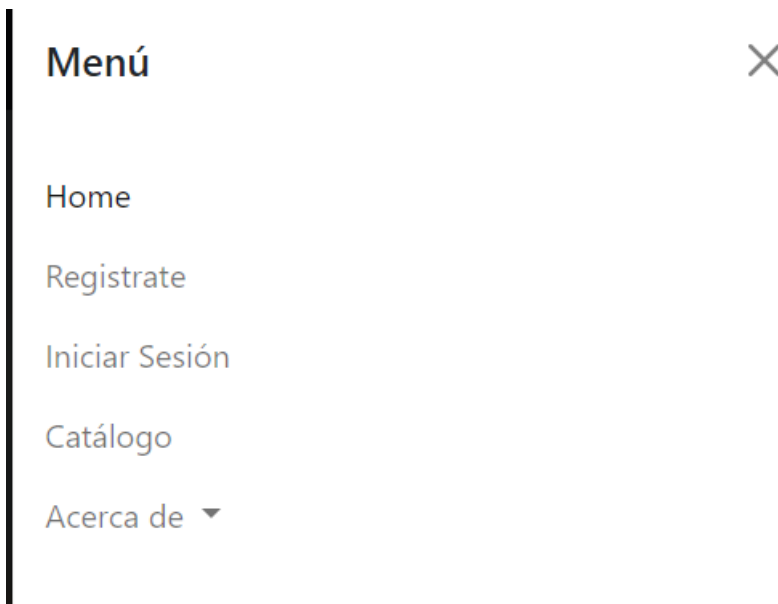 Menú
Home
Registrate
Iniciar Sesión
Catálogo
Acerca de